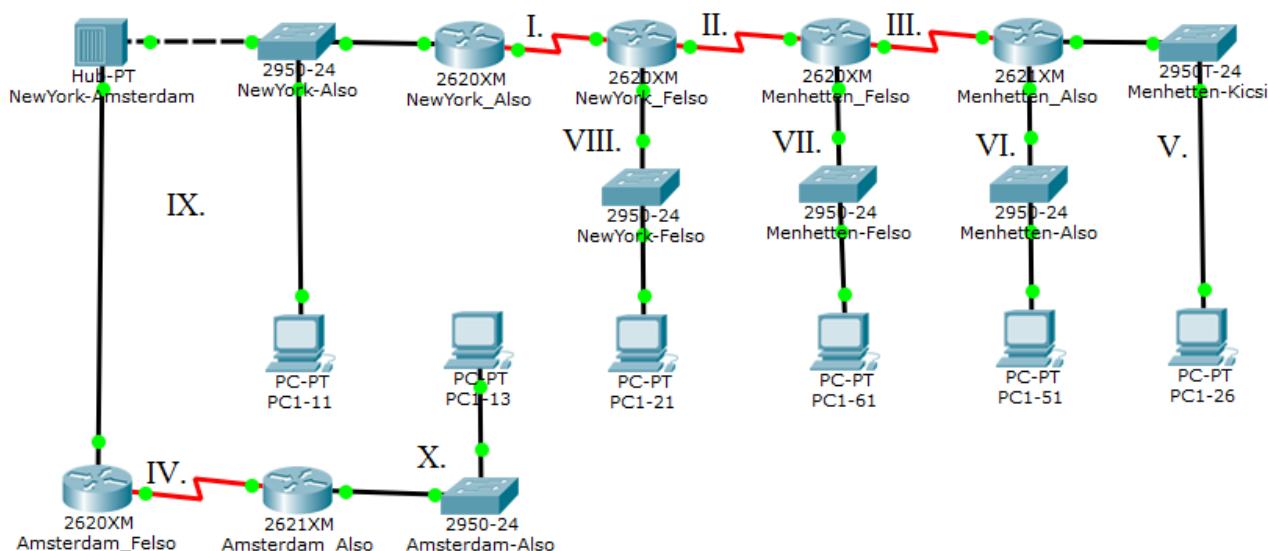 I.
II.
III.
Hub-PT
NewYork-Amsterdam
2950-24
NewYork-Also
2620XM
NewYork_Also
2620XM
NewYork_Felso
2620XM
Menhetten_Felso
2621XM
Menhetten_Also
2950T-24
Menhetten-Kicsi
VIII.
VII.
VI.
V.
IX.
2950-24
NewYork-Felso
2950-24
Menhetten-Felso
2950-24
Menhetten-Also
PC-PT
PC1-11
PC-PT
PC1-13
PC-PT
PC1-21
PC-PT
PC1-61
PC-PT
PC1-51
PC-PT
PC1-26
IV.
X.
2620XM
Amsterdam_Felso
2621XM
Amsterdam_Also
2950-24
Amsterdam-Also